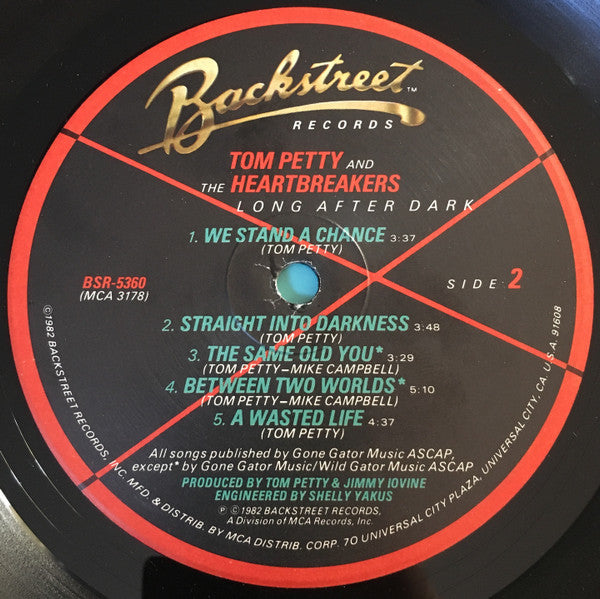 Backstreet™
RECORDS
TOM PETTY AND
THE HEARTBREAKERS
LONG AFTER DARK
1. WE STAND A CHANCE 3:37
(TOM PETTY)
BSR-5360
(MCA 3178)
SIDE: 2
2. STRAIGHT INTO DARKNESS 3:48
(TOM PETTY)
3. THE SAME OLD YOU* 3:29
(TOM PETTY–MIKE CAMPBELL)
4. BETWEEN TWO WORLDS* 5:10
(TOM PETTY–MIKE CAMPBELL)
5. A WASTED LIFE 4:37
(TOM PETTY)
All songs published by Gone Gator Music ASCAP,
except* by Gone Gator Music/Wild Gator Music ASCAP
PRODUCED BY TOM PETTY & JIMMY IOVINE
ENGINEERED BY SHELLY YAKUS
Ⓟ ©1982 BACKSTREET RECORDS,
A Division of MCA Records, Inc.
©1982 BACKSTREET RECORDS, INC. MFD. & DISTRIB. BY MCA DISTRIB. CORP. 70 UNIVERSAL CITY PLAZA, UNIVERSAL CITY, CA. U.S.A. 91608